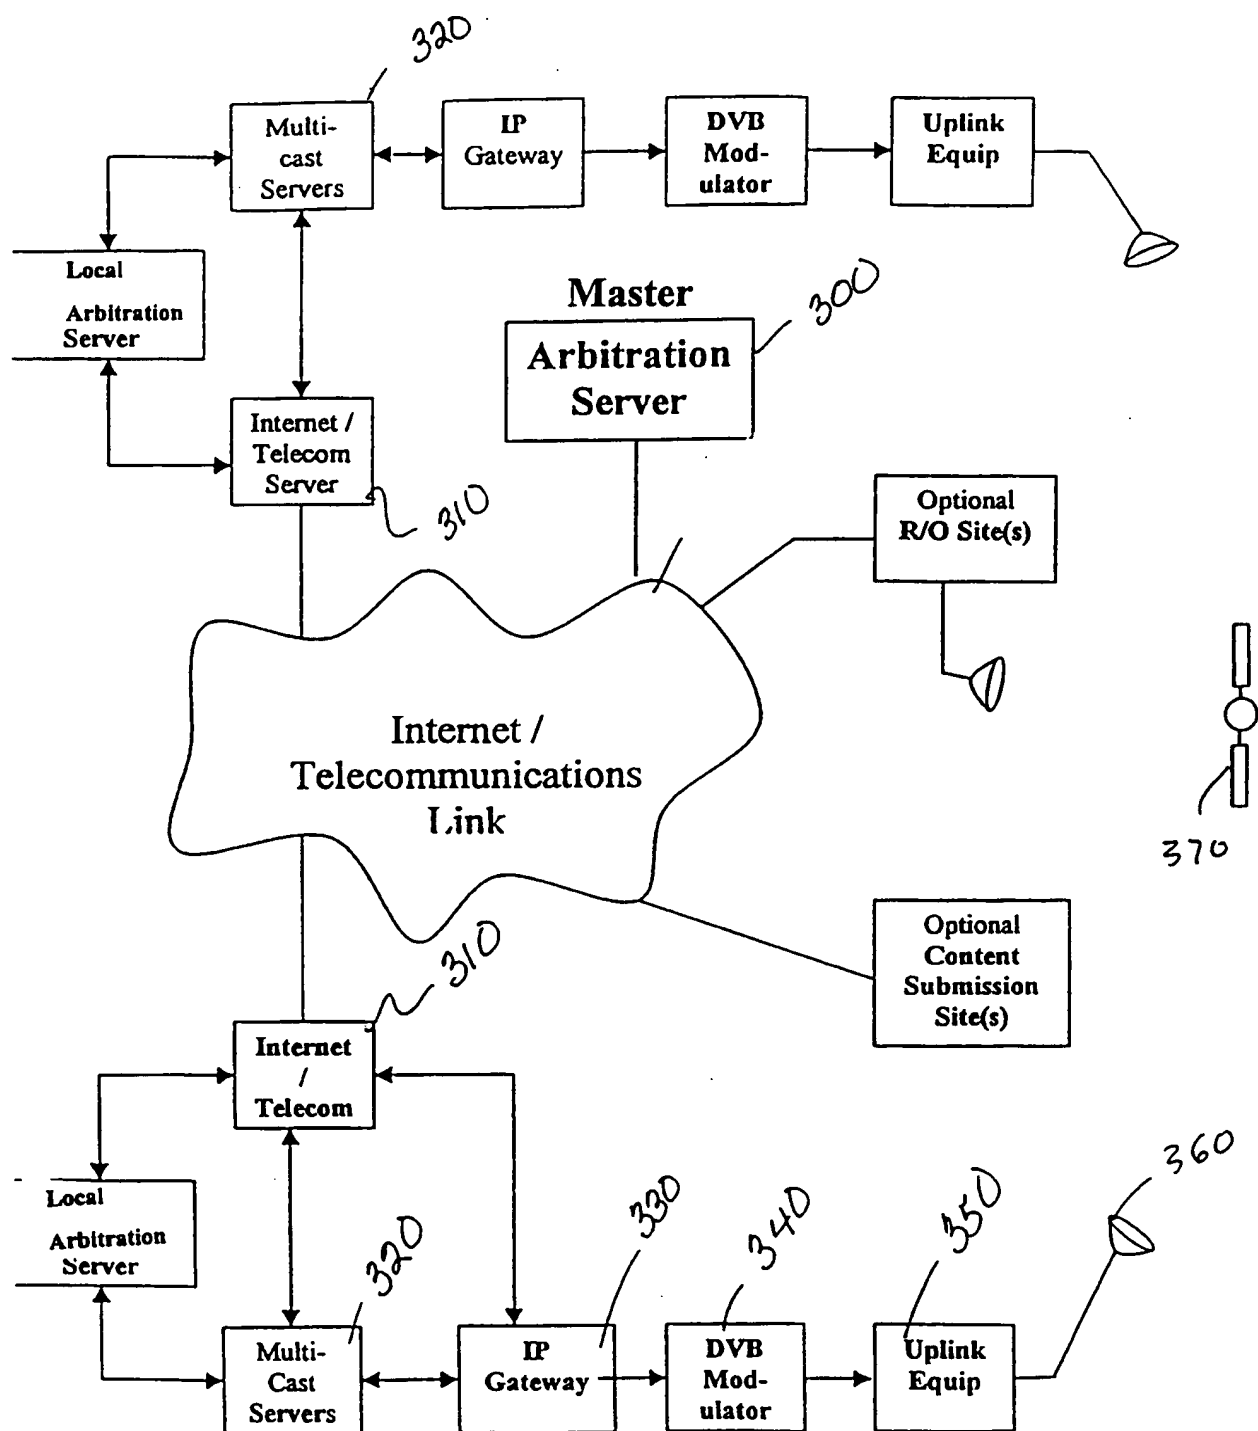 320
Multi-
cast
Servers
IP
Gateway
DVB
Mod-
ulator
Uplink
Equip
Local
Arbitration
Server
Master
Arbitration
Server
300
Internet /
Telecom
Server
310
Optional
R/O Site(s)
Internet /
Telecommunications
Link
370
Optional
Content
Submission
Site(s)
310
Internet
/
Telecom
Local
Arbitration
Server
320
330
340
350
360
Multi-
Cast
Servers
IP
Gateway
DVB
Mod-
ulator
Uplink
Equip